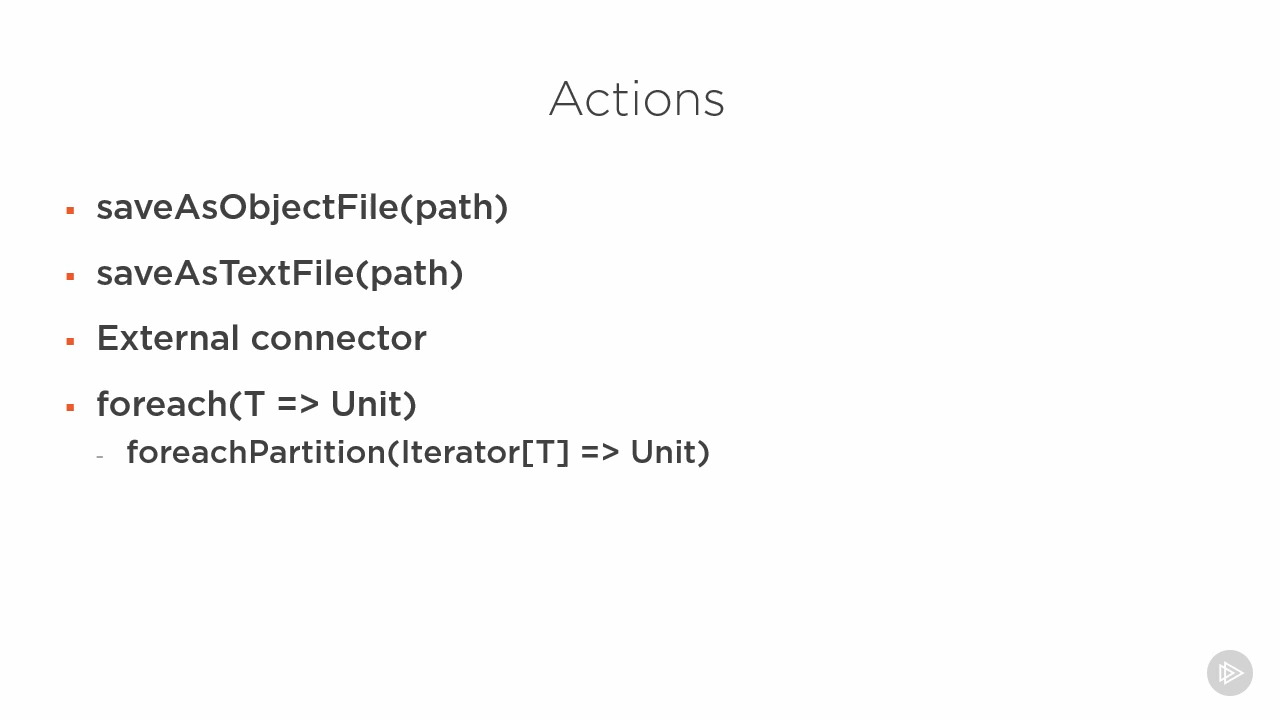 Actions
▪ saveAsObjectFile(path)
▪ saveAsTextFile(path)
▪ External connector
▪ foreach(T => Unit)
- foreachPartition(Iterator[T] => Unit)